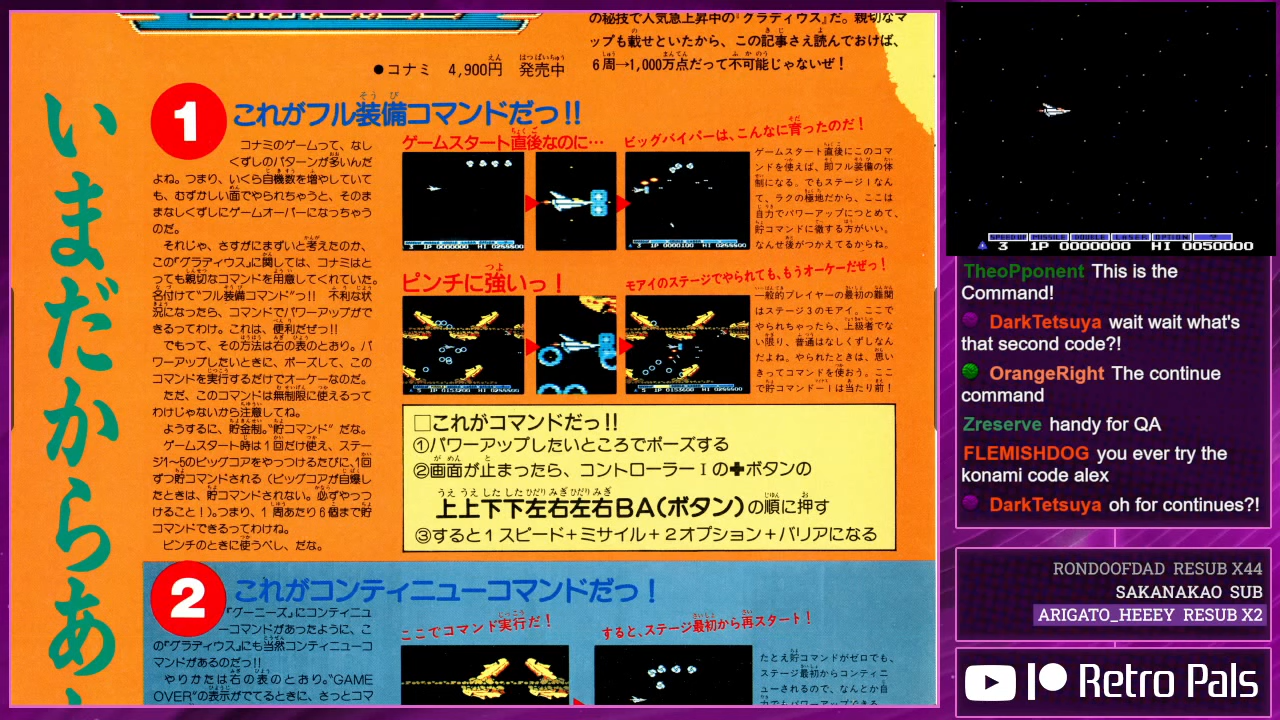 の秘技で人気急上昇中の『グラディウス』だ。親切なマ
ップも載せといたから、この記事さえ読んでおけば、
6周→1,000万点だって不可能じゃないぜ！
●コナミ 4,900円 発売中
いまだからあ
1
これがフル装備コマンドだっ!!
コナミのゲームって、なし
くずしのパターンが多いんだ
よね。つまり、いくら自機数を増やしていて
も、むずかしい面でやられちゃうと、そのま
まなしくずしにゲームオーバーになっちゃう
のだ。
それじゃ、さすがにまずいと考えたのか、
この『グラディウス』に関しては、コナミはと
っても親切なコマンドを用意してくれていた。
名付けて“フル装備コマンド”っ!! 不利な状
況になったら、コマンドでパワーアップがで
きるってわけ。これは、便利だぜっ!!
でもって、その方法は右の表のとおり。パ
ワーアップしたいときに、ポーズして、この
コマンドを実行するだけでオーケーなのだ。
ただ、このコマンドは無制限に使えるって
わけじゃないから注意してね。
ようするに、貯金制。“貯コマンド”だな。
ゲームスタート時は1回だけ使え、ステー
ジ1〜5のビッグコアをやっつけるたびに、1回
ずつ貯コマンドされる（ビッグコアが自爆し
たときは、貯コマンドされない。必ずやっつ
けること！）。つまり、1周あたり6個まで貯
コマンドできるってわけね。
ピンチのときに使うべし、だな。
ゲームスタート直後なのに…
ビッグバイパーは、こんなに育ったのだ！
ゲームスタート直後にこのコマ
ンドを使えば、即フル装備の体
制になる。でもステージ1なん
て、ラクの極地だから、ここは
自力でパワーアップにつとめて、
貯コマンドに徹する方がいい。
なんせ後がつかえてるからね。
ピンチに強いっ！
モアイのステージでやられても、もうオーケーだぜっ！
一般的プレイヤーの最初の難関
はステージ3のモアイ。ここで
やられちゃったら、上級者でな
い限り、普通はなしくずしなん
だよね。やられたときは、思い
きってコマンドを使おう。ここ
で貯コマンド一1は当たり前！
□これがコマンドだっ!!
①パワーアップしたいところでポーズする
②画面が止まったら、コントローラーⅠの✚ボタンの
上上下下左右左右BA(ボタン)の順に押す
③すると1スピード＋ミサイル＋2オプション＋バリアになる
2
これがコンティニューコマンドだっ！
『グーニーズ』にコンティニュ
ーコマンドがあったように、こ
の『グラディウス』にも当然コンティニューコ
マンドがあるのだっ!!
やりかたは右の表のとおり。“GAME
OVER”の表示がでてるときに、さっとコマ
ここでコマンド実行だ！
すると、ステージ最初から再スタート！
たとえ貯コマンドがゼロでも、
ステージ最初からコンティニ
ューされるので、なんとか自
力でもパワーアップできる
SPEED UP MISSILE DOUBLE LASER OPTION ?
3 1P 0000000 HI 0050000
TheoPponent This is the
Command!
DarkTetsuya wait wait what's
that second code?!
OrangeRight The continue
command
Zreserve handy for QA
FLEMISHDOG you ever try the
konami code alex
DarkTetsuya oh for continues?!
RONDOOFDAD RESUB X44
SAKANAKAO SUB
ARIGATO_HEEEY RESUB X2
Retro Pals